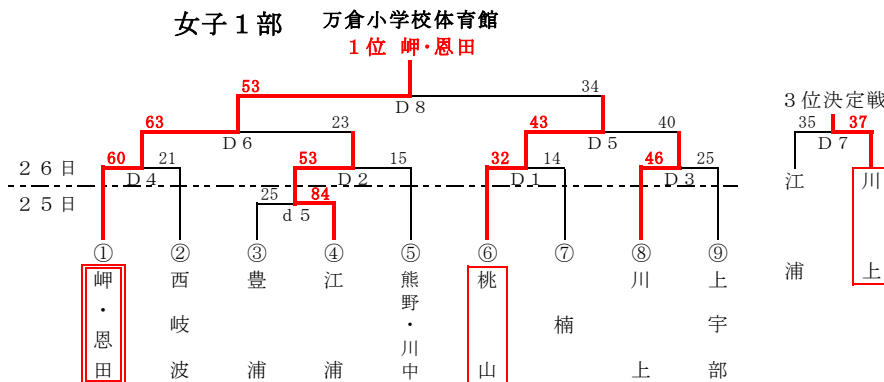 女子１部 万倉小学校体育館
１位 岬・恩田
53 34
D８
３位決定戦
63 23 43 40 35 37
D６ D５ D７
60 21 53 15 32 14 46 25
２６日
D４ D２ D１ D３
２５日
25 84
d５
① ② ③ ④ ⑤ ⑥ ⑦ ⑧ ⑨
岬・恩田
西岐波
豊浦
江浦
熊野・川中
桃山
楠
川上
上宇部
江浦
川上